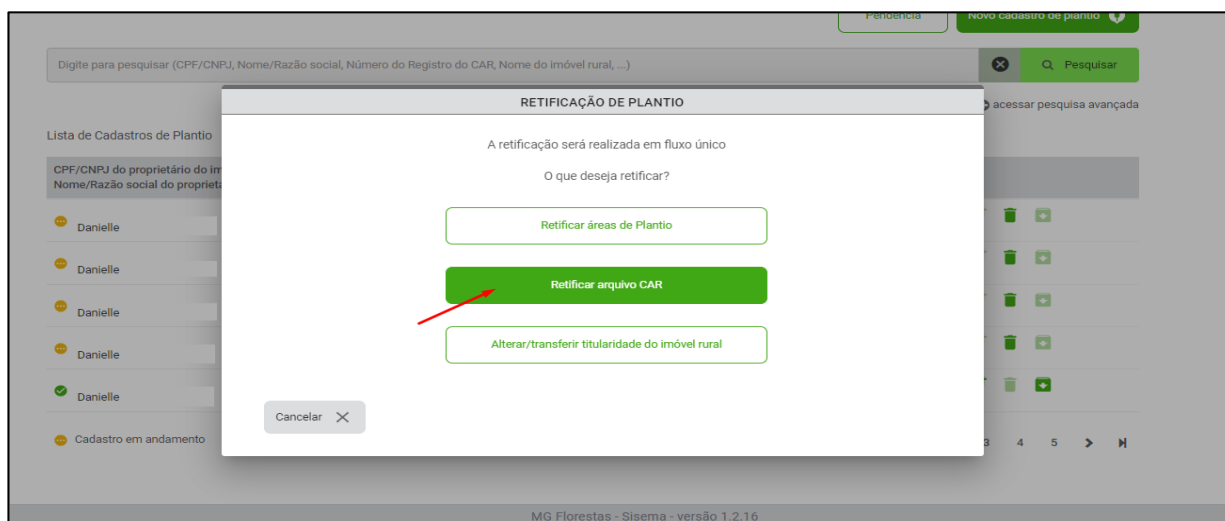 Pendência
Novo cadastro de plantio
Digite para pesquisar (CPF/CNPJ, Nome/Razão social, Número do Registro do CAR, Nome do imóvel rural, ...)
Pesquisar
acessar pesquisa avançada
RETIFICAÇÃO DE PLANTIO
Lista de Cadastros de Plantio
A retificação será realizada em fluxo único
CPF/CNPJ do proprietário do im
Nome/Razão social do propriet
O que deseja retificar?
Danielle
Retificar áreas de Plantio
Danielle
Retificar arquivo CAR
Danielle
Alterar/transferir titularidade do imóvel rural
Danielle
Danielle
Cancelar
Cadastro em andamento
3 4 5
MG Florestas - Sisema - versão 1.2.16